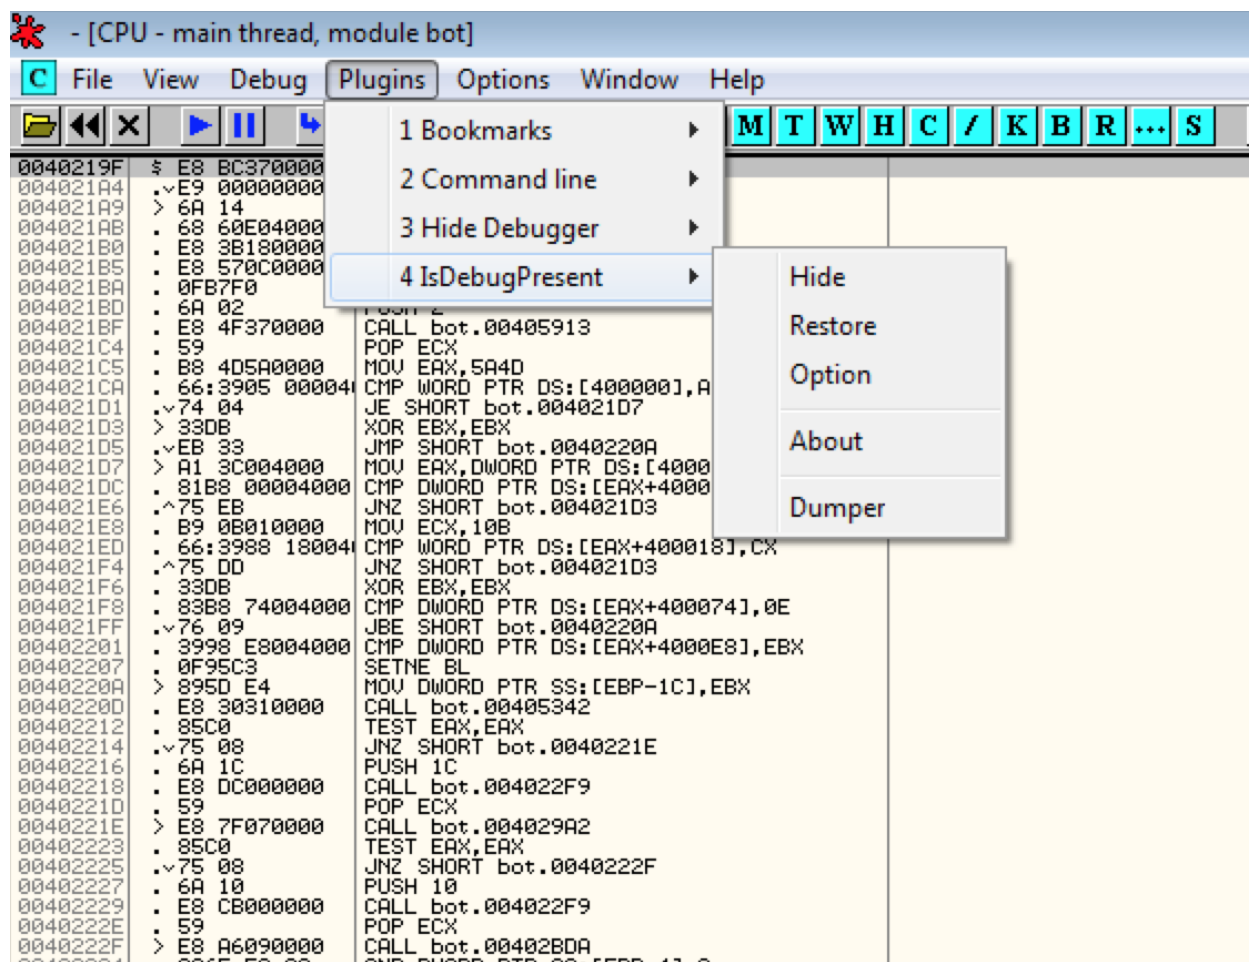 - [CPU - main thread, module bot]
C File View Debug Plugins Options Window Help
M T W H C / K B R ... S
1 Bookmarks
2 Command line
3 Hide Debugger
4 IsDebugPresent
Hide
Restore
Option
About
Dumper
0040219F $ E8 BC370000
004021A4 .˅E9 00000000
004021A9 > 6A 14
004021AB . 68 60E04000
004021B0 . E8 3B180000
004021B5 . E8 570C0000
004021BA . 0FB7F0
004021BD . 6A 02 PUSH 2
004021BF . E8 4F370000 CALL bot.00405913
004021C4 . 59 POP ECX
004021C5 . B8 4D5A0000 MOV EAX,5A4D
004021CA . 66:3905 00004 CMP WORD PTR DS:[400000],A
004021D1 .˅74 04 JE SHORT bot.004021D7
004021D3 > 33DB XOR EBX,EBX
004021D5 .˅EB 33 JMP SHORT bot.0040220A
004021D7 > A1 3C004000 MOV EAX,DWORD PTR DS:[4000
004021DC . 81B8 00004000 CMP DWORD PTR DS:[EAX+4000
004021E6 .^75 EB JNZ SHORT bot.004021D3
004021E8 . B9 0B010000 MOV ECX,10B
004021ED . 66:3988 18004 CMP WORD PTR DS:[EAX+400018],CX
004021F4 .^75 DD JNZ SHORT bot.004021D3
004021F6 . 33DB XOR EBX,EBX
004021F8 . 83B8 74004000 CMP DWORD PTR DS:[EAX+400074],0E
004021FF .˅76 09 JBE SHORT bot.0040220A
00402201 . 3998 E8004000 CMP DWORD PTR DS:[EAX+4000E8],EBX
00402207 . 0F95C3 SETNE BL
0040220A > 895D E4 MOV DWORD PTR SS:[EBP-1C],EBX
0040220D . E8 30310000 CALL bot.00405342
00402212 . 85C0 TEST EAX,EAX
00402214 .˅75 08 JNZ SHORT bot.0040221E
00402216 . 6A 1C PUSH 1C
00402218 . E8 DC000000 CALL bot.004022F9
0040221D . 59 POP ECX
0040221E > E8 7F070000 CALL bot.004029A2
00402223 . 85C0 TEST EAX,EAX
00402225 .˅75 08 JNZ SHORT bot.0040222F
00402227 . 6A 10 PUSH 10
00402229 . E8 CB000000 CALL bot.004022F9
0040222E . 59 POP ECX
0040222F > E8 A6090000 CALL bot.00402BDA